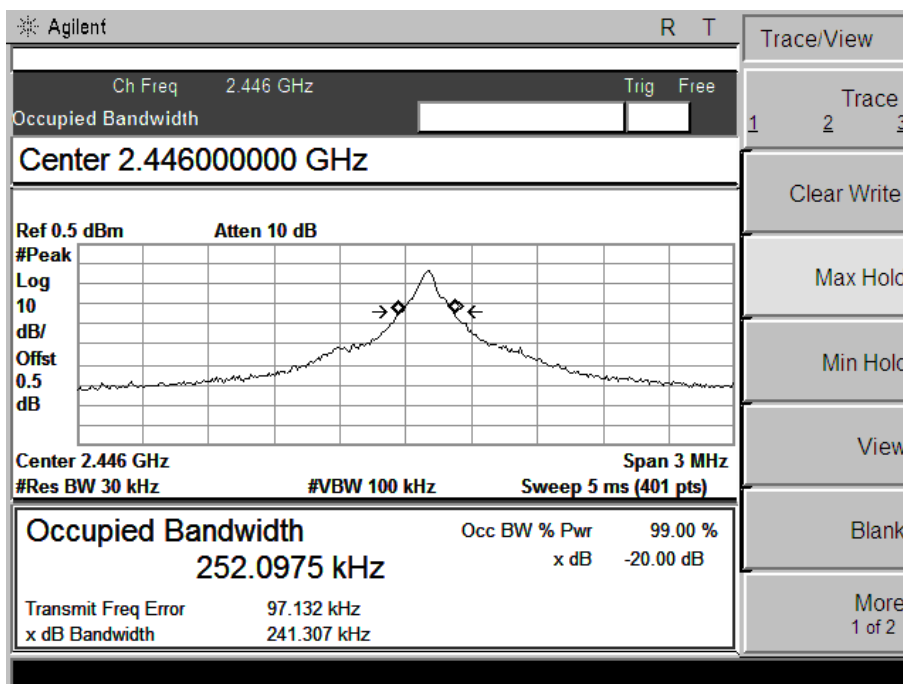 Agilent R T
Ch Freq 2.446 GHz Trig Free
Occupied Bandwidth
Center 2.446000000 GHz
Ref 0.5 dBm Atten 10 dB
#Peak
Log
10
dB/
Offst
0.5
dB
Center 2.446 GHz Span 3 MHz
#Res BW 30 kHz #VBW 100 kHz Sweep 5 ms (401 pts)
Occupied Bandwidth Occ BW % Pwr 99.00 %
252.0975 kHz x dB -20.00 dB
Transmit Freq Error 97.132 kHz
x dB Bandwidth 241.307 kHz
Trace/View
Trace
1 2 3
Clear Write
Max Hold
Min Hold
View
Blank
More
1 of 2